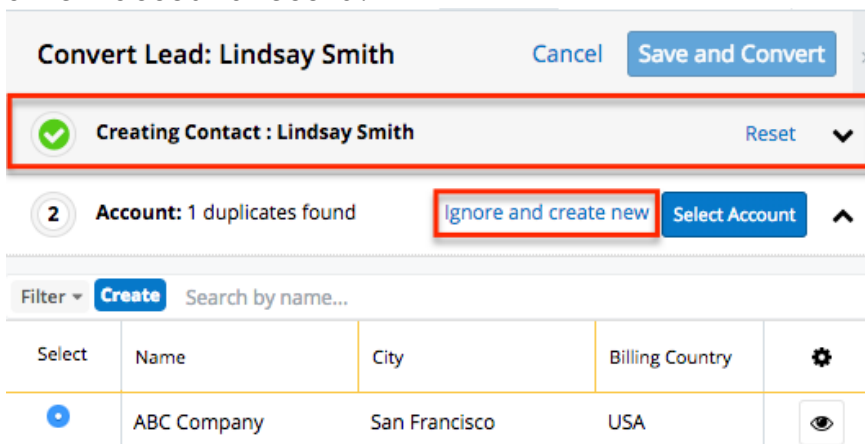 Convert Lead: Lindsay Smith Cancel Save and Convert
Creating Contact : Lindsay Smith Reset
2 Account: 1 duplicates found Ignore and create new Select Account
Filter Create Search by name...
Select Name City Billing Country
ABC Company San Francisco USA